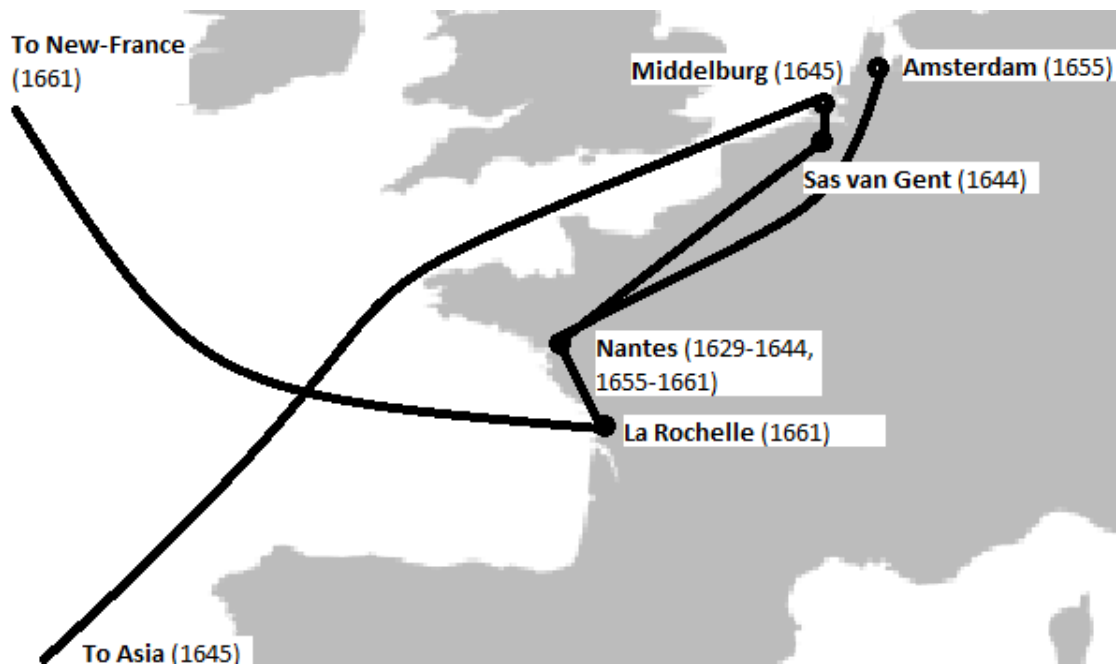 To New-France
(1661)
Middelburg (1645)
Amsterdam (1655)
Sas van Gent (1644)
Nantes (1629-1644,
1655-1661)
La Rochelle (1661)
To Asia (1645)